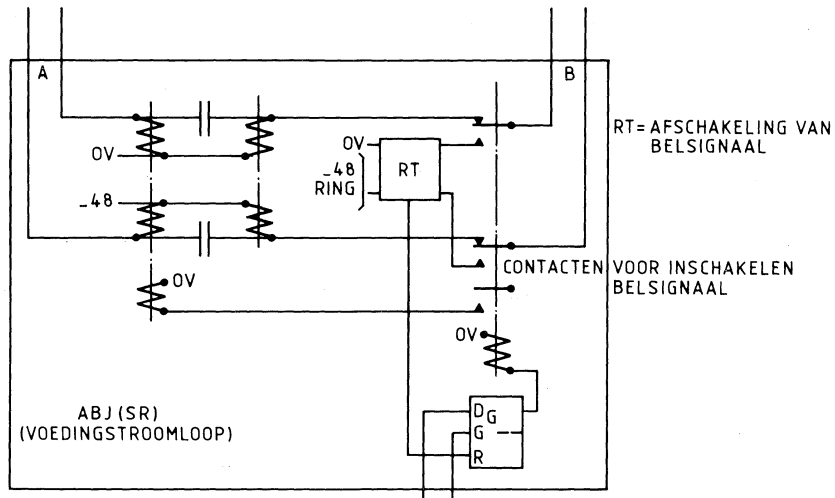 A
B
RT= AFSCHAKELING VAN
BELSIGNAAL
0V
0V
_48
RING
RT
_48
CONTACTEN VOOR INSCHAKELEN
BELSIGNAAL
0V
0V
ABJ (SR)
(VOEDINGSTROOMLOOP)
DG
G
R